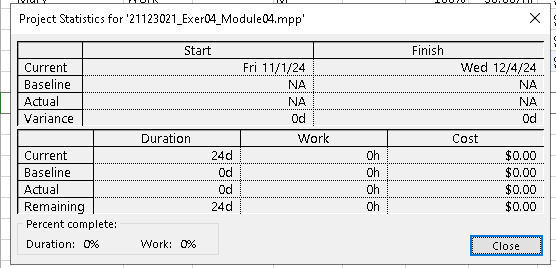 Project Statistics for '21123021_Exer04_Module04.mpp'
Start Finish
Current Fri 11/1/24 Wed 12/4/24
Baseline NA NA
Actual NA NA
Variance 0d 0d
Duration Work Cost
Current 24d 0h $0.00
Baseline 0d 0h $0.00
Actual 0d 0h $0.00
Remaining 24d 0h $0.00
Percent complete:
Duration: 0% Work: 0%
Close